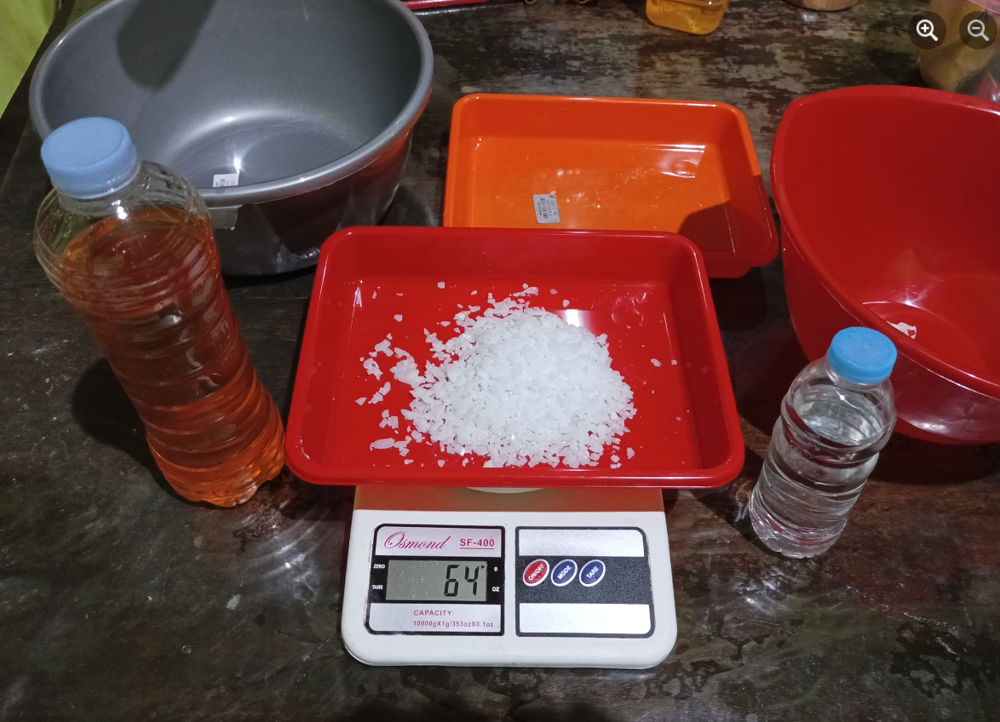 Osmond SF-400
ZERO
g
64
TARE
OZ
CAPACITY:
10000gX1g/353ozX0.1oz
ON/OFF
MODE
TARE